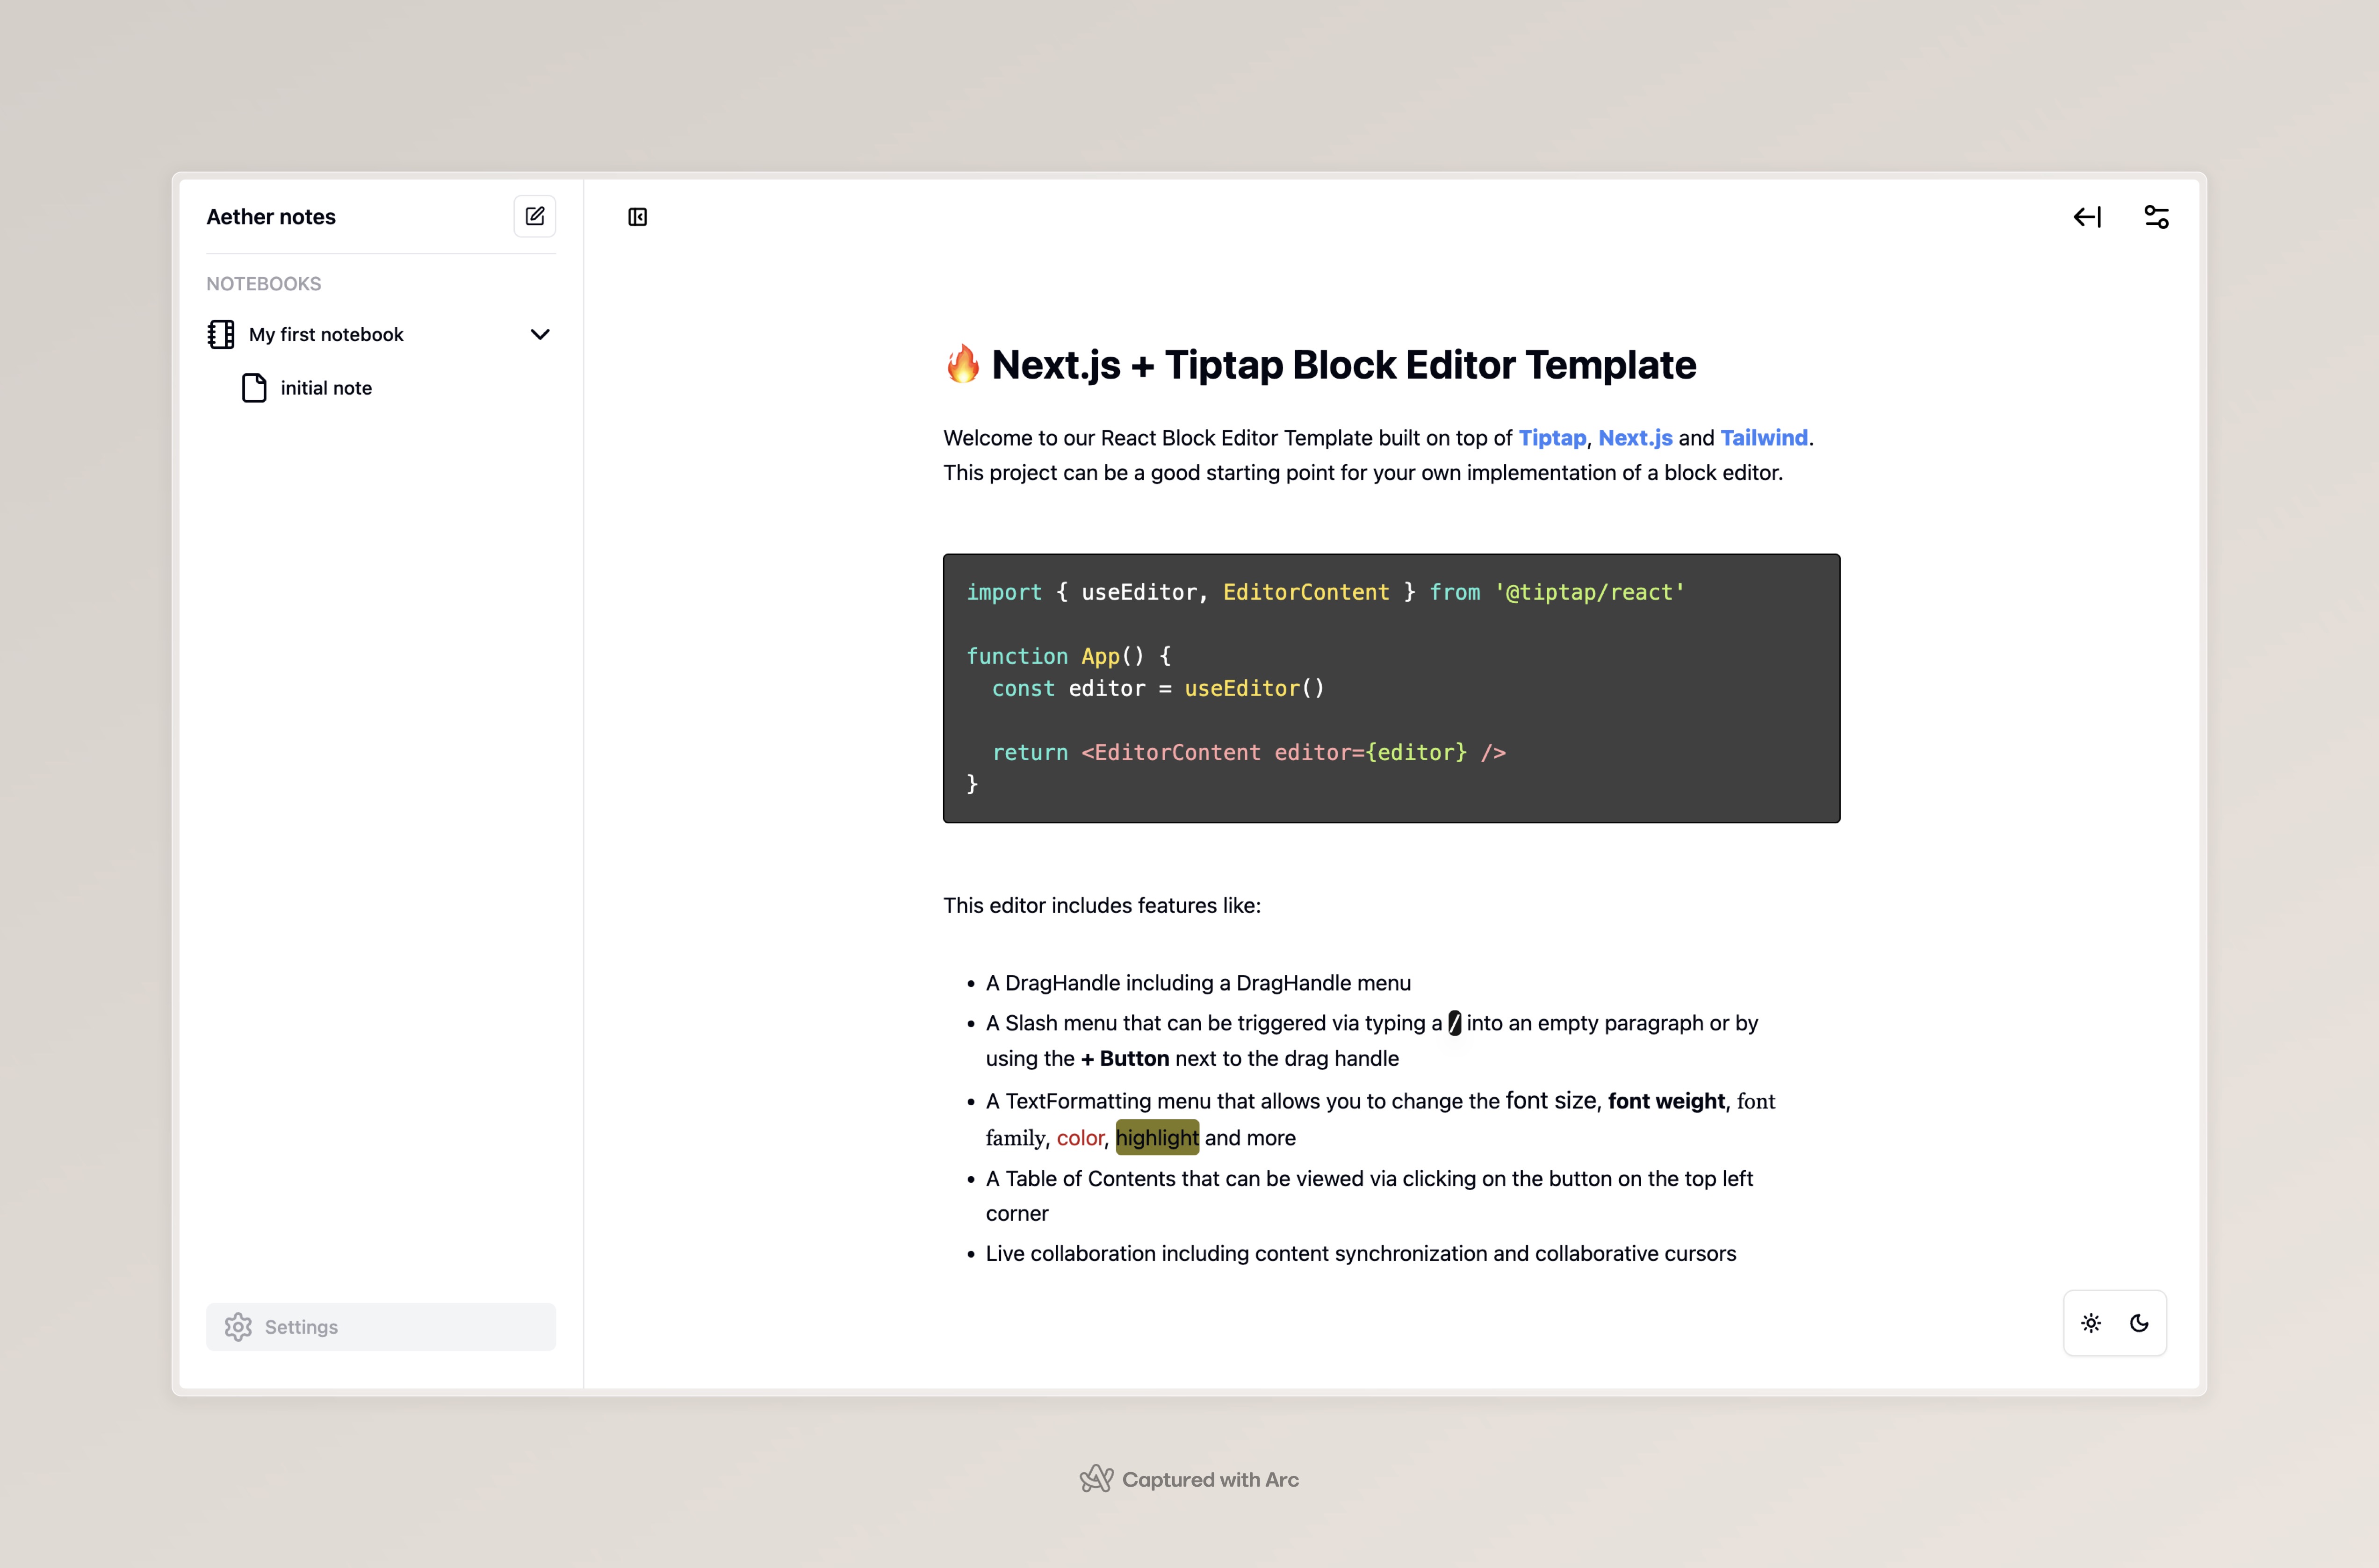 Aether notes
NOTEBOOKS
My first notebook
initial note
Settings
🔥 Next.js + Tiptap Block Editor Template
Welcome to our React Block Editor Template built on top of Tiptap, Next.js and Tailwind.
This project can be a good starting point for your own implementation of a block editor.
import { useEditor, EditorContent } from '@tiptap/react'
function App() {
  const editor = useEditor()
  return <EditorContent editor={editor} />
}
This editor includes features like:
• A DragHandle including a DragHandle menu
• A Slash menu that can be triggered via typing a / into an empty paragraph or by
using the + Button next to the drag handle
• A TextFormatting menu that allows you to change the font size, font weight, font
family, color, highlight and more
• A Table of Contents that can be viewed via clicking on the button on the top left
corner
• Live collaboration including content synchronization and collaborative cursors
Captured with Arc